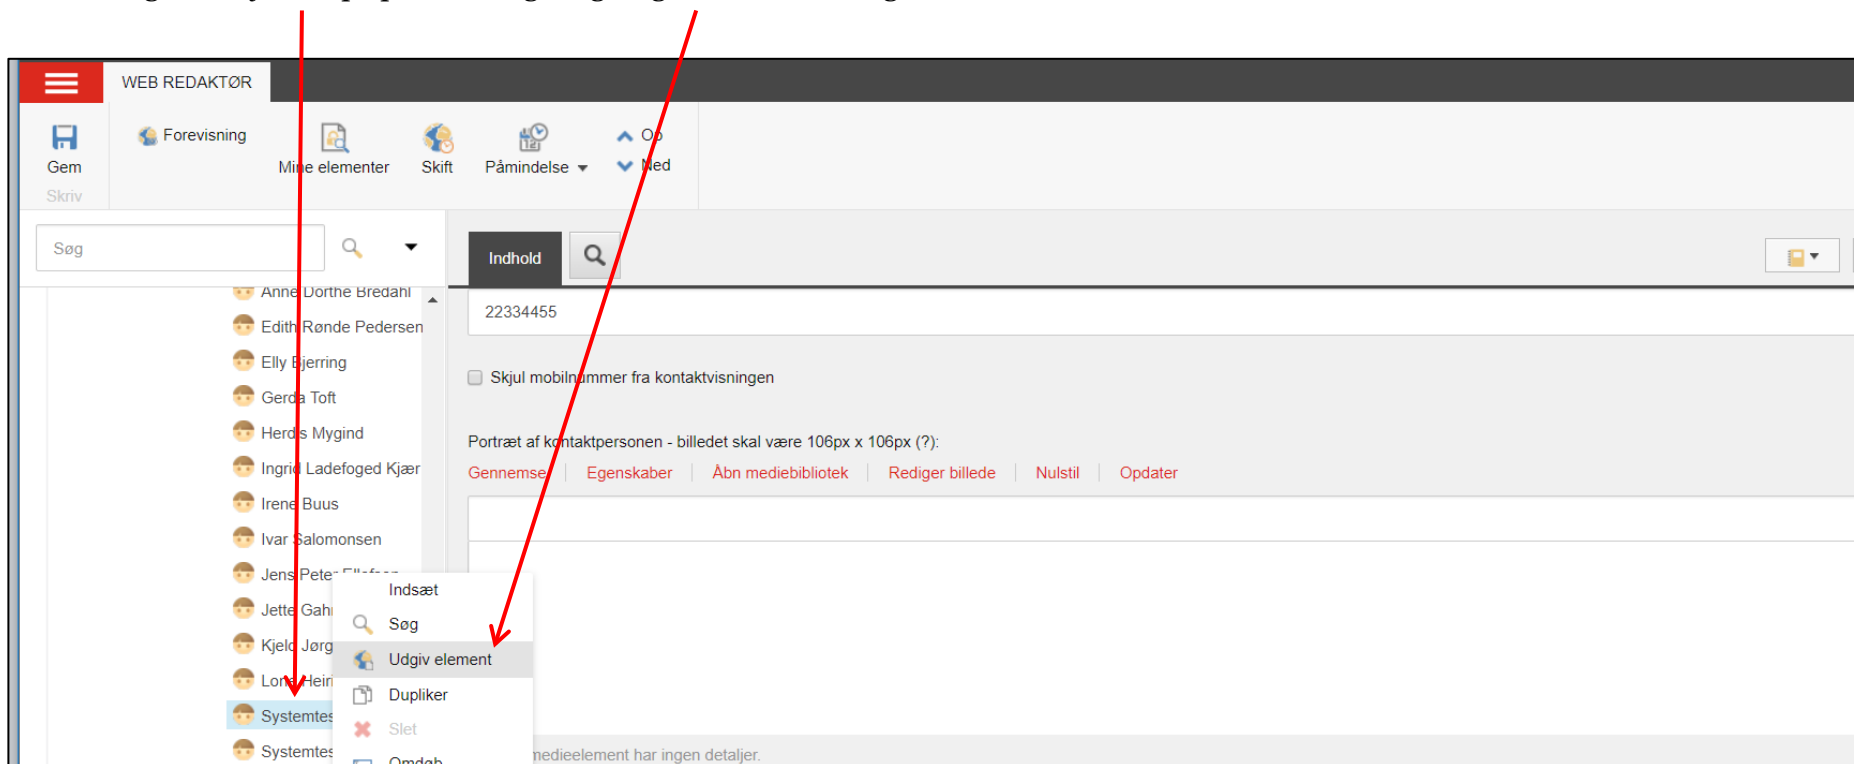 WEB REDAKTØR
Gem
Skriv
Forevisning
Mine elementer
Skift
Påmindelse
Op
Ned
Søg
Indhold
Anne Dorthe Bredahl
Edith Rønde Pedersen
Elly Bjerring
Gerda Toft
Herdis Mygind
Ingrid Ladefoged Kjær
Irene Buus
Ivar Salomonsen
Jens Peter
Jette
Systemtes
Systemtes
22334455
Skjul mobilnummer fra kontaktvisningen
Portræt af kontaktpersonen - billedet skal være 106px x 106px (?):
Gennemse
Egenskaber
Åbn mediebibliotek
Rediger billede
Nulstil
Opdater
Indsæt
Søg
Udgiv element
Dupliker
Slet
Omdøb
medieelement har ingen detaljer.